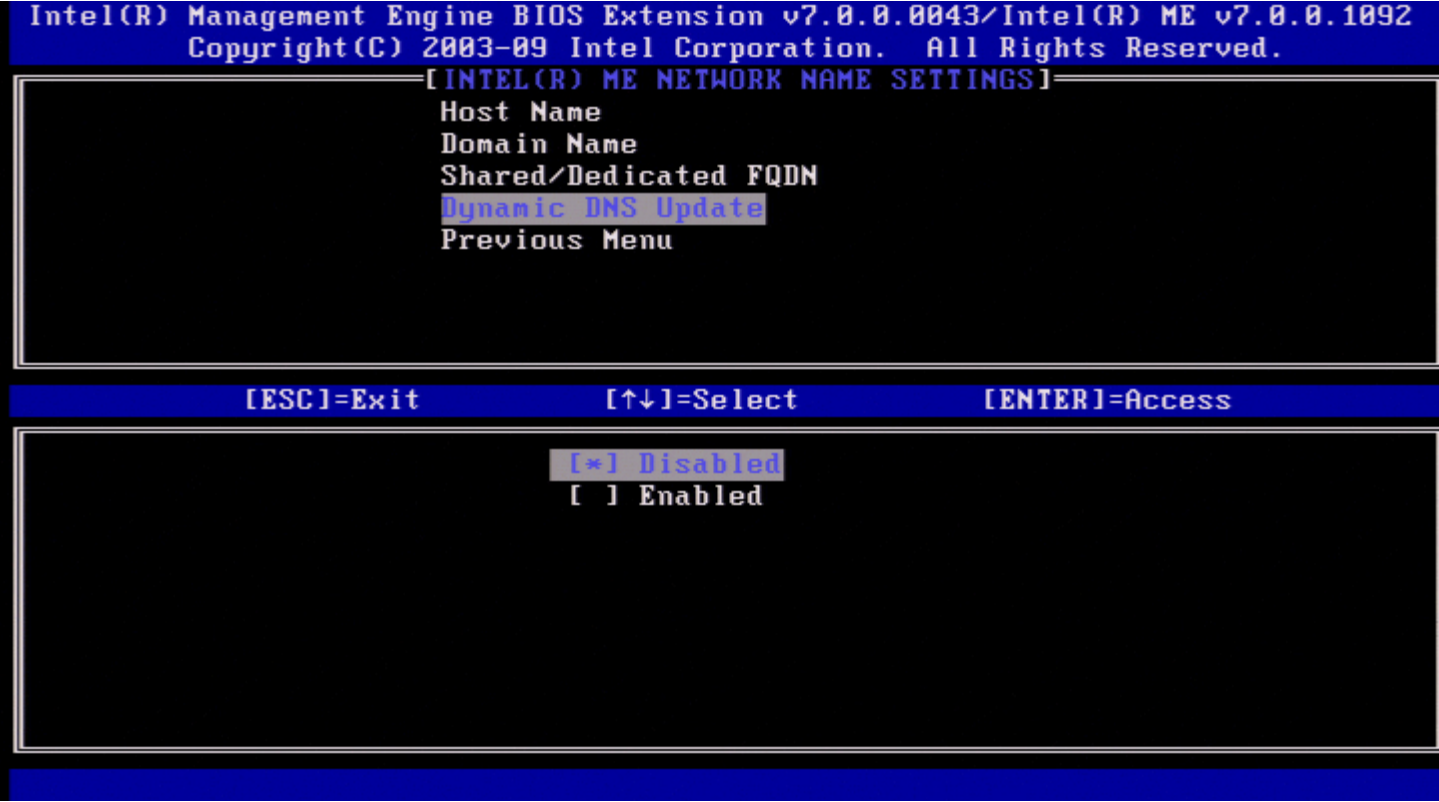 Intel(R) Management Engine BIOS Extension v7.0.0.0043/Intel(R) ME v7.0.0.1092
Copyright(C) 2003-09 Intel Corporation. All Rights Reserved.
[INTEL(R) ME NETWORK NAME SETTINGS]
Host Name
Domain Name
Shared/Dedicated FQDN
Dynamic DNS Update
Previous Menu
[ESC]=Exit [↑↓]=Select [ENTER]=Access
[*] Disabled
[ ] Enabled